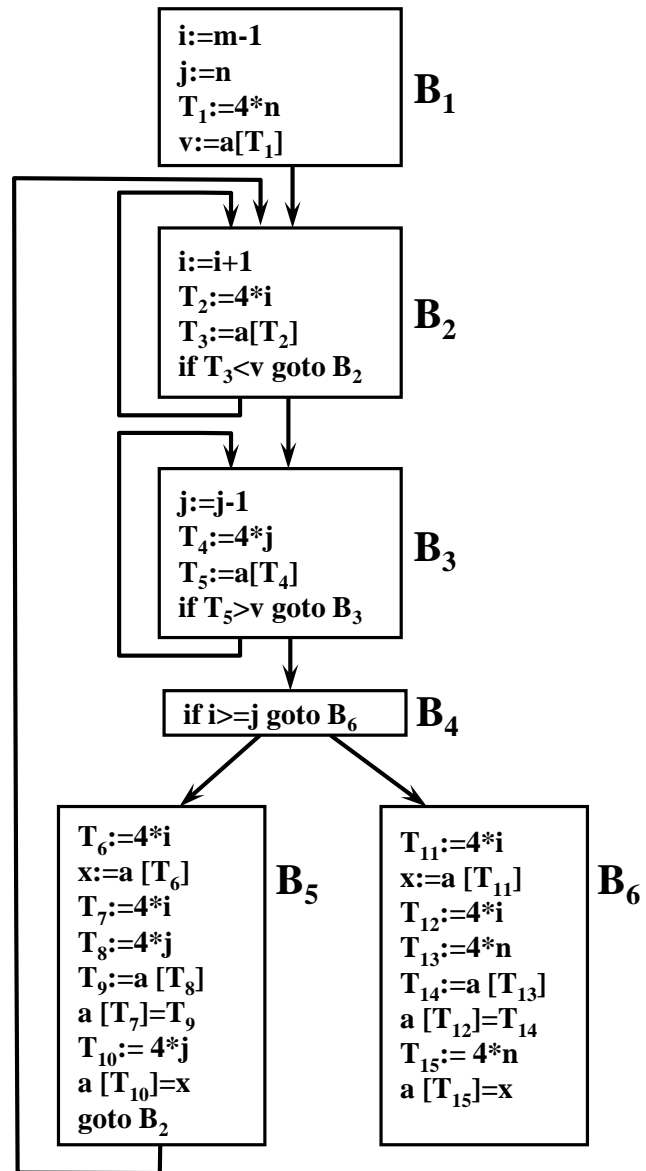 i:=m-1
j:=n
T₁:=4*n
v:=a[T₁]
B₁
i:=i+1
T₂:=4*i
T₃:=a[T₂]
if T₃<v goto B₂
B₂
j:=j-1
T₄:=4*j
T₅:=a[T₄]
if T₅>v goto B₃
B₃
if i>=j goto B₆
B₄
T₆:=4*i
x:=a [T₆]
T₇:=4*i
T₈:=4*j
T₉:=a [T₈]
a [T₇]=T₉
T₁₀:= 4*j
a [T₁₀]=x
goto B₂
B₅
T₁₁:=4*i
x:=a [T₁₁]
T₁₂:=4*i
T₁₃:=4*n
T₁₄:=a [T₁₃]
a [T₁₂]=T₁₄
T₁₅:= 4*n
a [T₁₅]=x
B₆